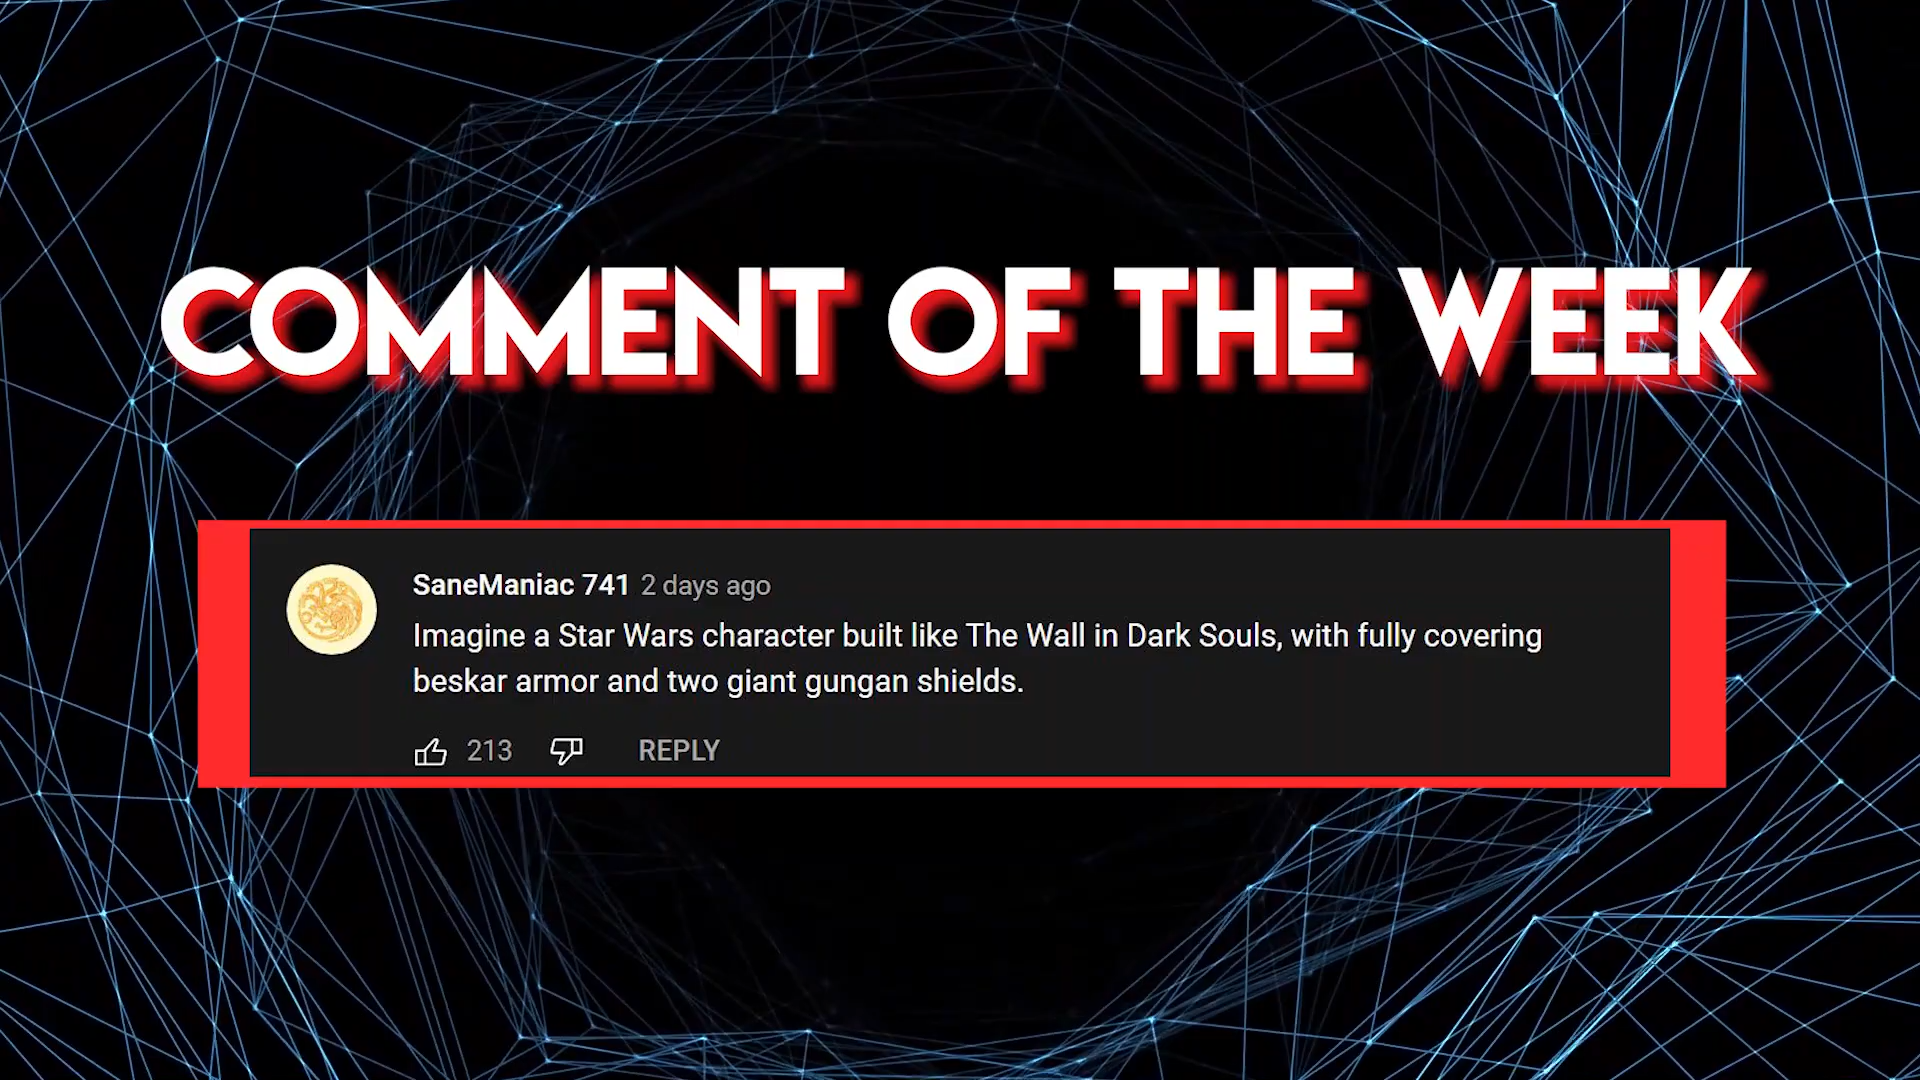 COMMENT OF THE WEEK
SaneManiac 741 2 days ago
Imagine a Star Wars character built like The Wall in Dark Souls, with fully covering
beskar armor and two giant gungan shields.
213 REPLY